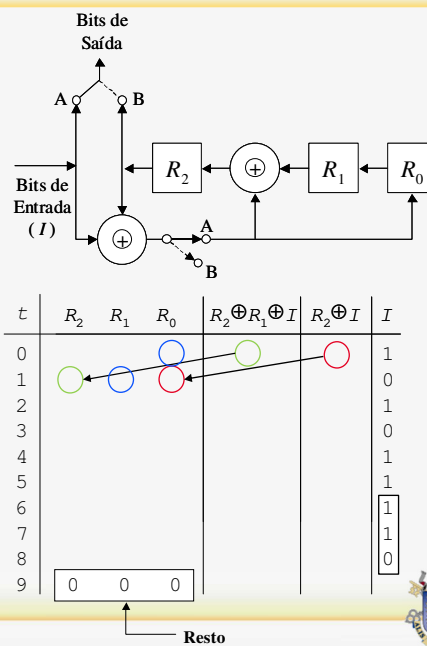 Bits de
Saída
A B
R2 + R1 R0
Bits de
Entrada
( I )
+ A
B
t R2 R1 R0 R2⊕R1⊕I R2⊕I I
0 1
1 0
2 1
3 0
4 1
5 1
6 1
7 1
8 0
9 0 0 0
Resto